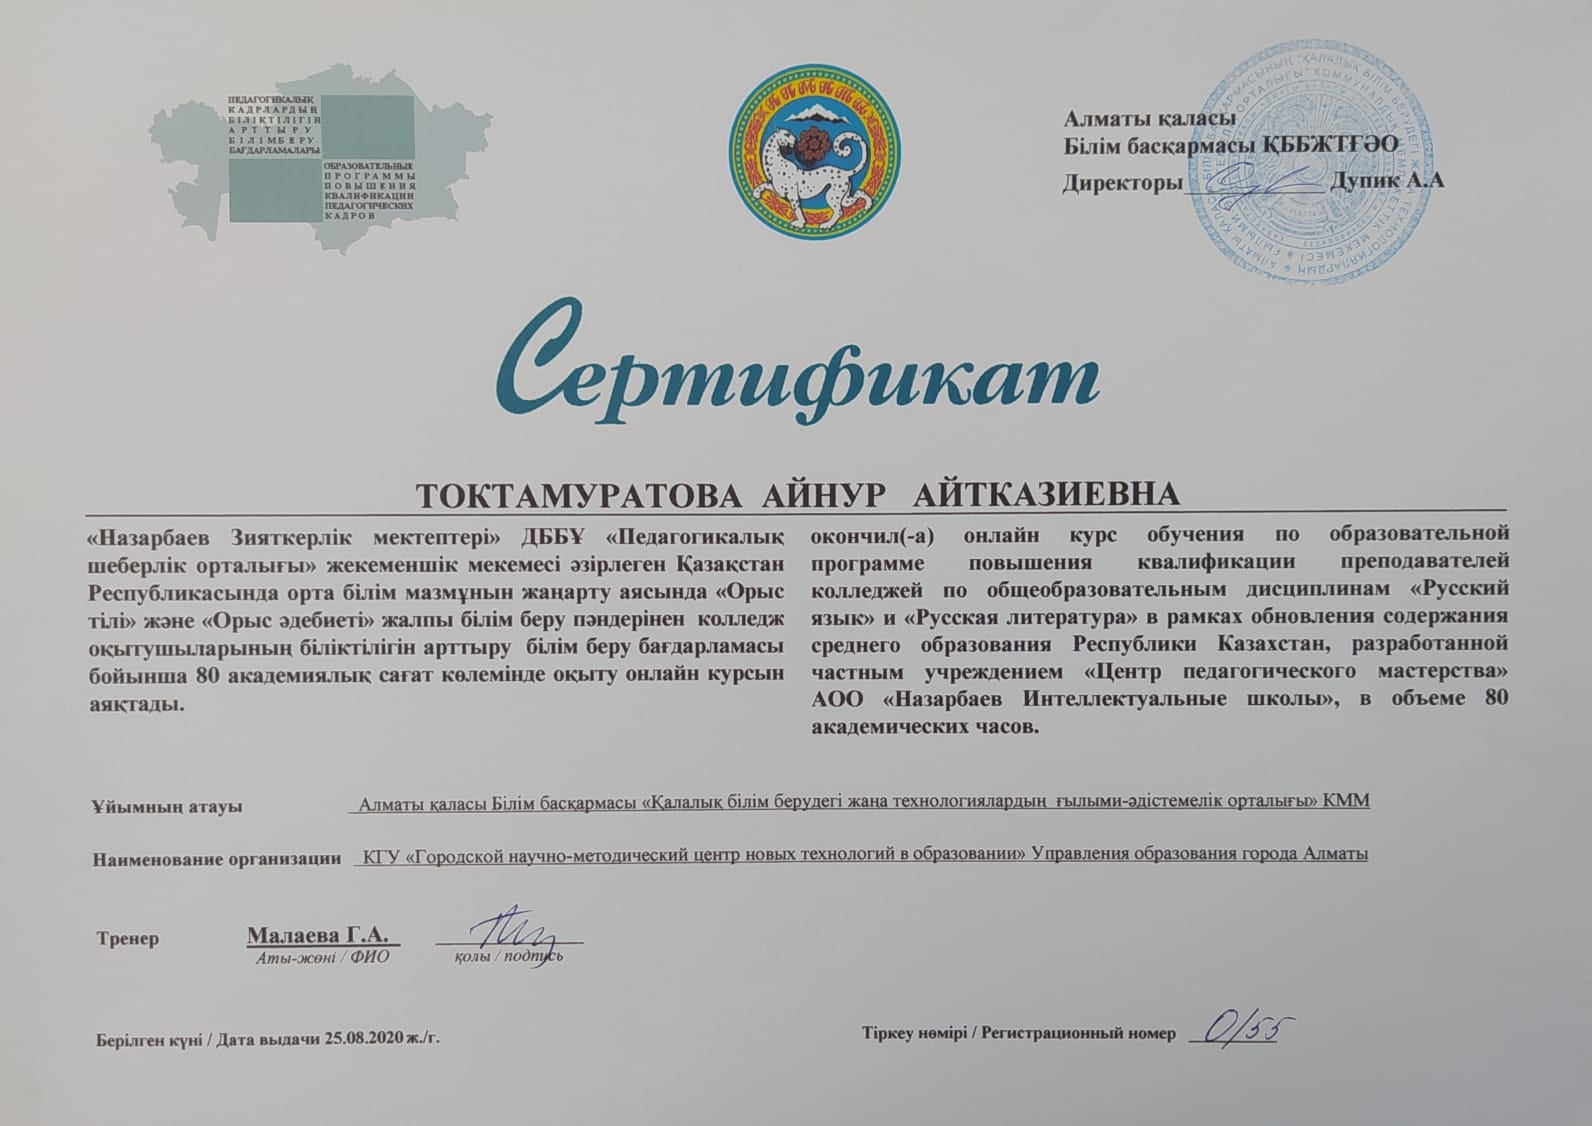 ПЕДАГОГИКАЛЫҚ
КАДРЛАРДЫҢ
БІЛІКТІЛІГІН
АРТТЫРУ
БІЛІМБЕРУ
БАҒДАРЛАМАЛАРЫ
ОБРАЗОВАТЕЛЬНЫЕ
ПРОГРАММЫ
ПОВЫШЕНИЯ
КВАЛИФИКАЦИИ
ПЕДАГОГИЧЕСКИХ
КАДРОВ
Алматы қаласы
Білім басқармасы ҚББЖТҒӘО
Директоры Дупик А.А
Сертификат
ТОКТАМУРАТОВА АЙНУР АЙТКАЗИЕВНА
«Назарбаев Зияткерлік мектептері» ДББҰ «Педагогикалық
шеберлік орталығы» жекеменшік мекемесі әзірлеген Қазақстан
Республикасында орта білім мазмұнын жаңарту аясында «Орыс
тілі» және «Орыс әдебиеті» жалпы білім беру пәндерінен колледж
оқытушыларының біліктілігін арттыру білім беру бағдарламасы
бойынша 80 академиялық сағат көлемінде оқыту онлайн курсын
аяқтады.
окончил(-а) онлайн курс обучения по образовательной
программе повышения квалификации преподавателей
колледжей по общеобразовательным дисциплинам «Русский
язык» и «Русская литература» в рамках обновления содержания
среднего образования Республики Казахстан, разработанной
частным учреждением «Центр педагогического мастерства»
АОО «Назарбаев Интеллектуальные школы», в объеме 80
академических часов.
Ұйымның атауы Алматы қаласы Білім басқармасы «Қалалық білім берудегі жаңа технологиялардың ғылыми-әдістемелік орталығы» КММ
Наименование организации КГУ «Городской научно-методический центр новых технологий в образовании» Управления образования города Алматы
Тренер Малаева Г.А.
Аты-жөні / ФИО қолы / подпись
Берілген күні / Дата выдачи 25.08.2020 ж./г.
Тіркеу нөмірі / Регистрационный номер 0/55